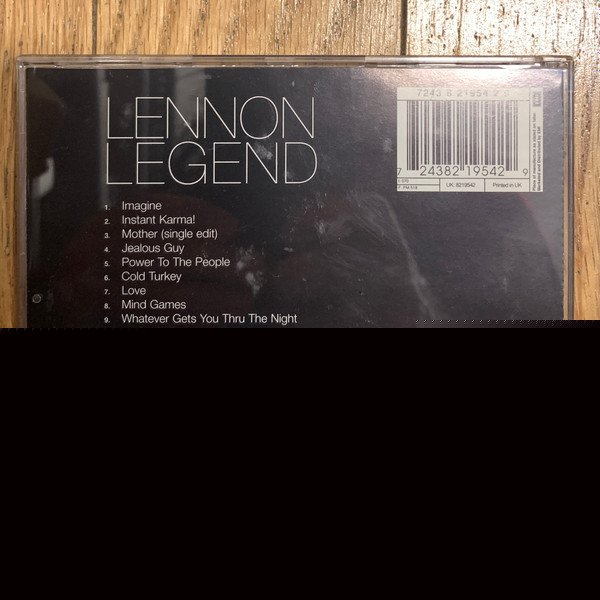 LENNON
LEGEND
7243 8 21954 2
7 24382 19542 9
UK: 8219542
Printed in UK
1. Imagine
2. Instant Karma!
3. Mother (single edit)
4. Jealous Guy
5. Power To The People
6. Cold Turkey
7. Love
8. Mind Games
9. Whatever Gets You Thru The Night